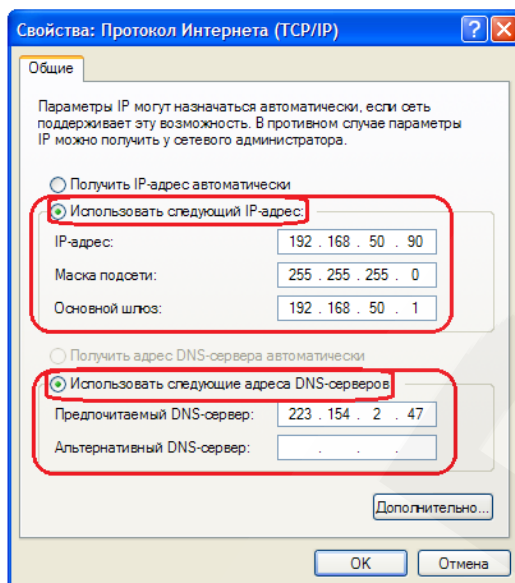 Свойства: Протокол Интернета (TCP/IP)
Общие
Параметры IP могут назначаться автоматически, если сеть
поддерживает эту возможность. В противном случае параметры
IP можно получить у сетевого администратора.
Получить IP-адрес автоматически
Использовать следующий IP-адрес:
IP-адрес: 192 . 168 . 50 . 90
Маска подсети: 255 . 255 . 255 . 0
Основной шлюз: 192 . 168 . 50 . 1
Получить адрес DNS-сервера автоматически
Использовать следующие адреса DNS-серверов
Предпочитаемый DNS-сервер: 223 . 154 . 2 . 47
Альтернативный DNS-сервер: . . .
Дополнительно...
OK Отмена